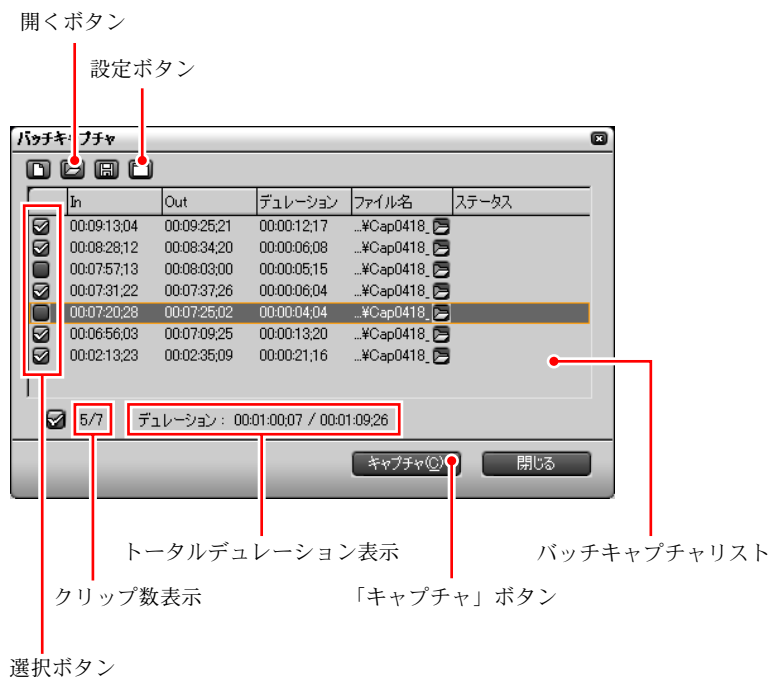 開くボタン
設定ボタン
バッチキャプチャ
In Out デュレーション ファイル名 ステータス
00:09:13;04 00:09:25;21 00:00:12;17 ...¥Cap0418_
00:08:28;12 00:08:34;20 00:00:06;08 ...¥Cap0418_
00:07:57;13 00:08:03;00 00:00:05;15 ...¥Cap0418_
00:07:31;22 00:07:37;26 00:00:06;04 ...¥Cap0418_
00:07:20;28 00:07:25;02 00:00:04;04 ...¥Cap0418_
00:06:56;03 00:07:09;25 00:00:13;20 ...¥Cap0418_
00:02:13;23 00:02:35;09 00:00:21;16 ...¥Cap0418_
5/7 デュレーション : 00:01:00;07 / 00:01:09;26
キャプチャ(C) 閉じる
トータルデュレーション表示
バッチキャプチャリスト
クリップ数表示
「キャプチャ」ボタン
選択ボタン